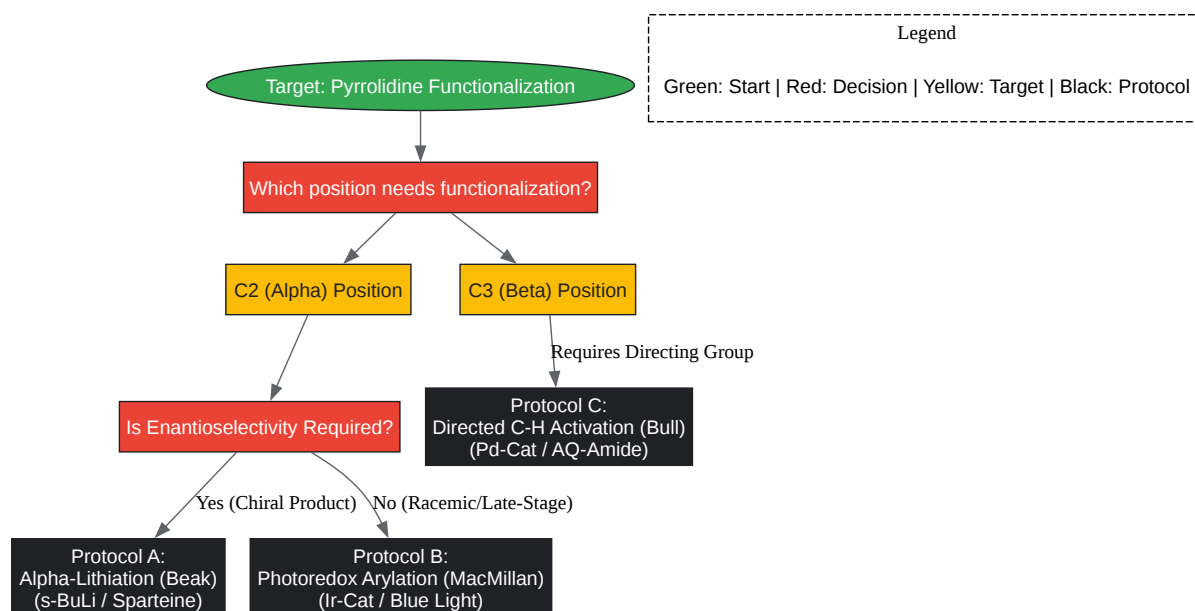 Legend
Green: Start | Red: Decision | Yellow: Target | Black: Protocol
Target: Pyrrolidine Functionalization
Which position needs functionalization?
C2 (Alpha) Position
C3 (Beta) Position
Requires Directing Group
Is Enantioselectivity Required?
Protocol C:
Directed C-H Activation (Bull)
(Pd-Cat / AQ-Amide)
Yes (Chiral Product)
No (Racemic/Late-Stage)
Protocol A:
Alpha-Lithiation (Beak)
(s-BuLi / Sparteine)
Protocol B:
Photoredox Arylation (MacMillan)
(Ir-Cat / Blue Light)